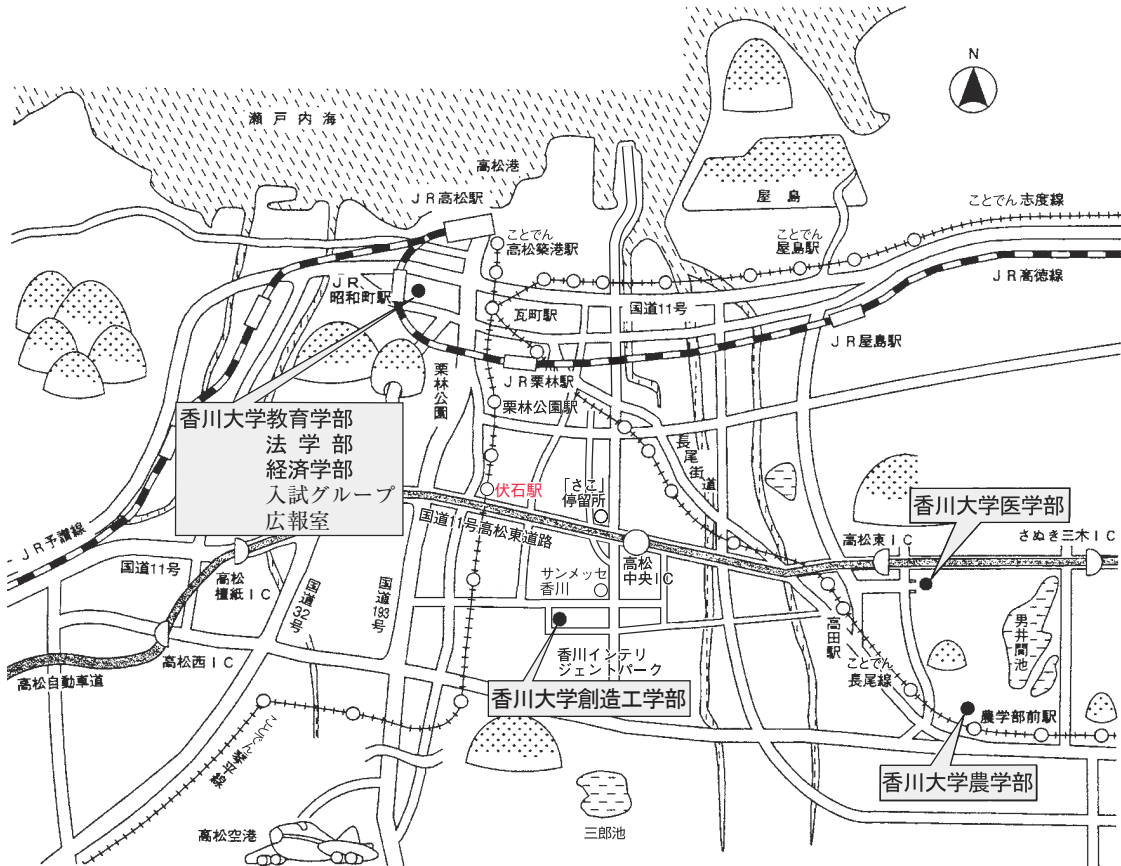 N
瀬戸内海
高松港
JR高松駅
屋島
ことでん志度線
ことでん
高松築港駅
ことでん
屋島駅
JR高徳線
JR
昭和町駅
瓦町駅
国道11号
JR屋島駅
栗林公園
JR栗林駅
栗林公園駅
香川大学教育学部
法学部
経済学部
入試グループ
広報室
長尾街道
「さこ」
停留所
伏石駅
香川大学医学部
国道11号高松東道路
高松東IC
さぬき三木IC
JR予讃線
国道11号
高松
檀紙IC
国道32号
国道193号
サンメッセ
香川
高松
中央IC
高田駅
男井間池
高松西IC
高松自動車道
香川インテリ
ジェントパーク
ことでん
長尾線
香川大学創造工学部
農学部前駅
ことでん琴平線
香川大学農学部
高松空港
三郎池